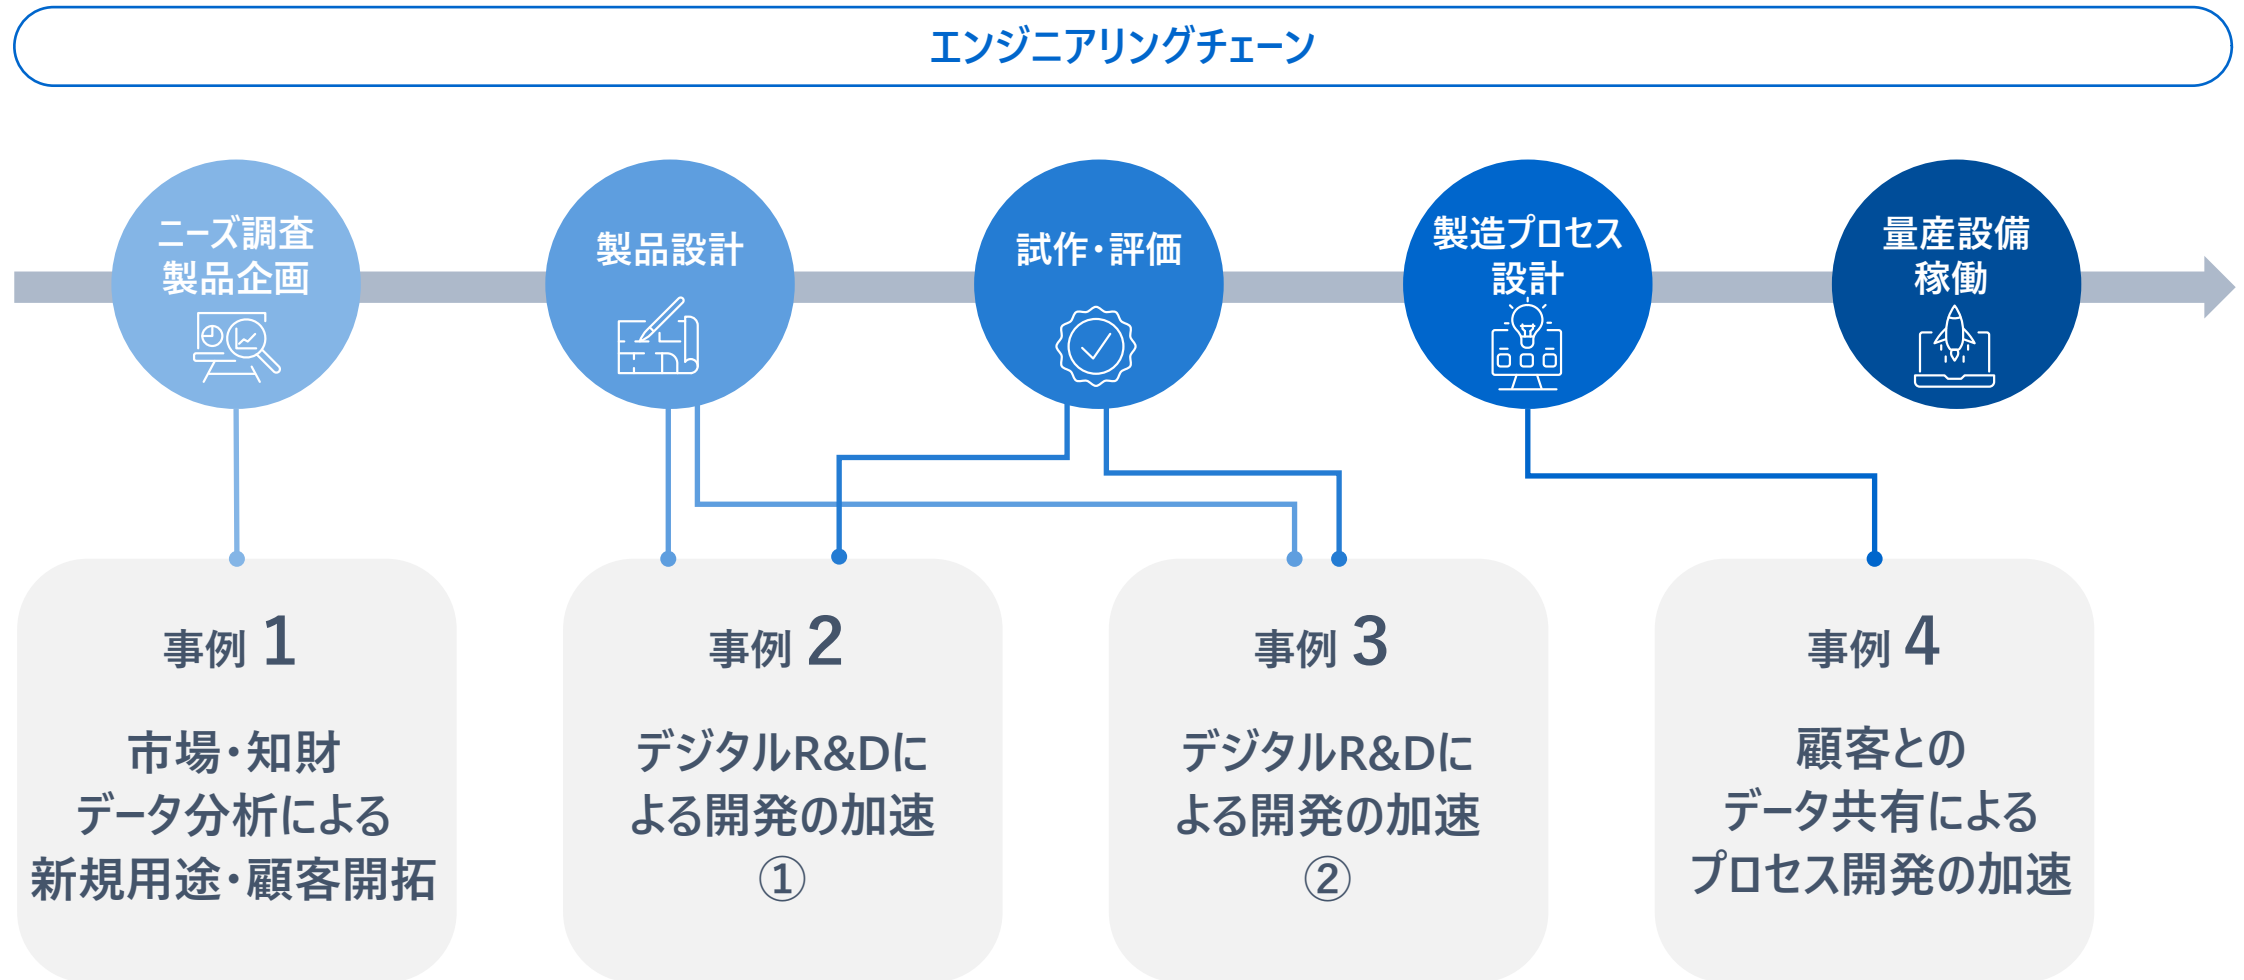 エンジニアリングチェーン
ニーズ調査
製品企画
製品設計
試作・評価
製造プロセス
設計
量産設備
稼働
事例 1
市場・知財
データ分析による
新規用途・顧客開拓
事例 2
デジタルR&Dに
よる開発の加速
①
事例 3
デジタルR&Dに
よる開発の加速
②
事例 4
顧客との
データ共有による
プロセス開発の加速